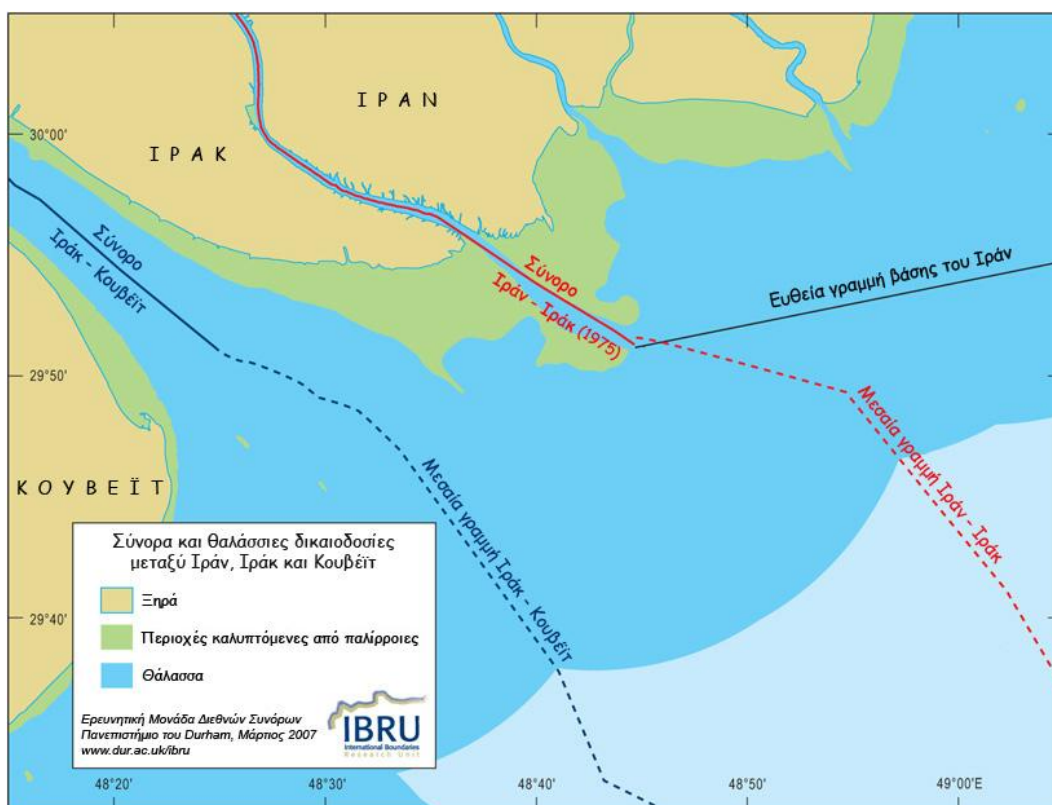 ΙΡΑΝ
30°00'
ΙΡΑΚ
Σύνορο
Ιράκ - Κουβέϊτ
Σύνορο
Ιράν - Ιράκ (1975)
Ευθεία γραμμή βάσης του Ιράν
29°50'
Μεσαία γραμμή Ιράν - Ιράκ
Μεσαία γραμμή Ιράκ - Κουβέϊτ
ΚΟΥΒΕΪΤ
Σύνορα και θαλάσσιες δικαιοδοσίες
μεταξύ Ιράν, Ιράκ και Κουβέϊτ
Ξηρά
29°40'
Περιοχές καλυπτόμενες από παλίρροιες
Θάλασσα
Ερευνητική Μονάδα Διεθνών Συνόρων
Πανεπιστήμιο του Durham, Μάρτιος 2007
www.dur.ac.uk/ibru
IBRU
International Boundaries
Research Unit
48°20'
48°30'
48°40'
48°50'
49°00'